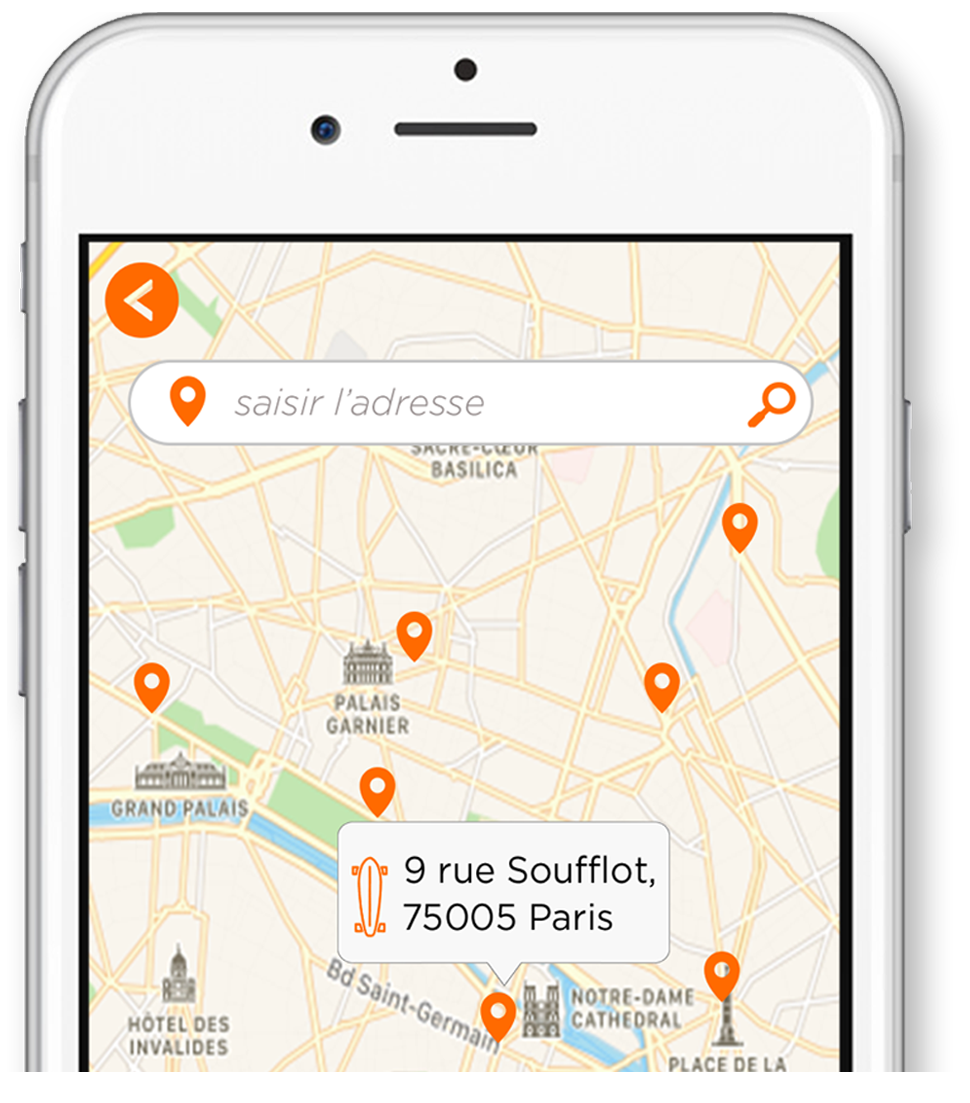 saisir l'adresse
SACRÉ-CŒUR
BASILICA
PALAIS
GARNIER
GRAND PALAIS
9 rue Soufflot,
75005 Paris
Bd Saint-Germain
NOTRE-DAME
CATHEDRAL
HÔTEL DES
INVALIDES
PLACE DE LA